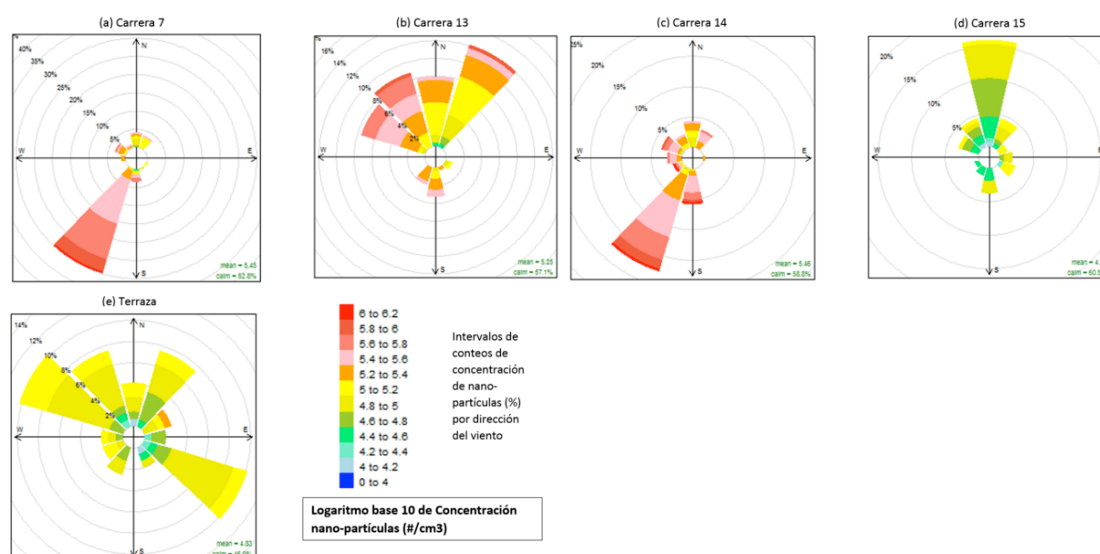 (a) Carrera 7
(b) Carrera 13
(c) Carrera 14
(d) Carrera 15
40%
35%
30%
25%
20%
15%
10%
5%
N
W
E
S
mean = 5.45
calm = 52.8%
16%
14%
12%
10%
8%
6%
4%
2%
N
W
E
S
mean = 5.25
calm = 57.1%
25%
20%
15%
10%
5%
N
W
E
S
mean = 5.46
calm = 58.8%
20%
15%
10%
5%
N
W
E
S
mean = 4.
(e) Terraza
14%
12%
10%
8%
6%
4%
2%
N
W
E
S
mean = 4.83
6 to 6.2
5.8 to 6
5.6 to 5.8
5.4 to 5.6
5.2 to 5.4
5 to 5.2
4.8 to 5
4.6 to 4.8
4.4 to 4.6
4.2 to 4.4
4 to 4.2
0 to 4
Intervalos de
conteos de
concentración
de nano-
partículas (%)
por dirección
del viento
Logaritmo base 10 de Concentración
nano-partículas (#/cm3)